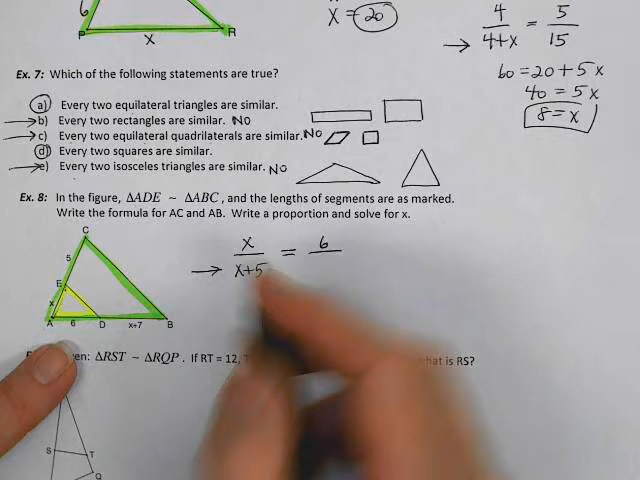 6
P
X
R
X = 20
4
4+x
=
5
15
60 = 20 + 5x
40 = 5x
8 = x
Ex. 7: Which of the following statements are true?
a) Every two equilateral triangles are similar.
b) Every two rectangles are similar. NO
c) Every two equilateral quadrilaterals are similar. NO
d) Every two squares are similar.
e) Every two isosceles triangles are similar. NO
Ex. 8: In the figure, ΔADE ~ ΔABC, and the lengths of segments are as marked.
Write the formula for AC and AB. Write a proportion and solve for x.
C
5
E
x
A
6
D
x+7
B
x
x+5
=
6
en: ΔRST ~ ΔRQP. If RT = 12,
hat is RS?
S
T
Q